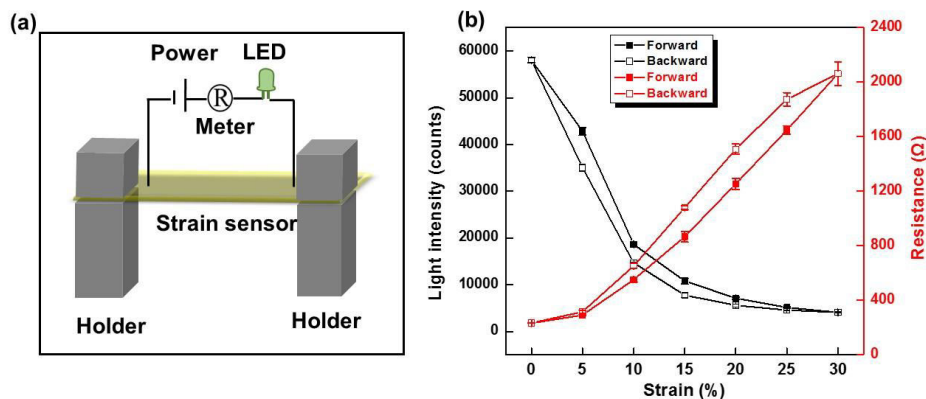 (a)
Power
LED
R
Meter
Strain sensor
Holder
Holder
(b)
Forward
Backward
Forward
Backward
60000
50000
40000
30000
20000
10000
0
Light intensity (counts)
2400
2000
1600
1200
800
400
0
Resistance (Ω)
0 5 10 15 20 25 30
Strain (%)